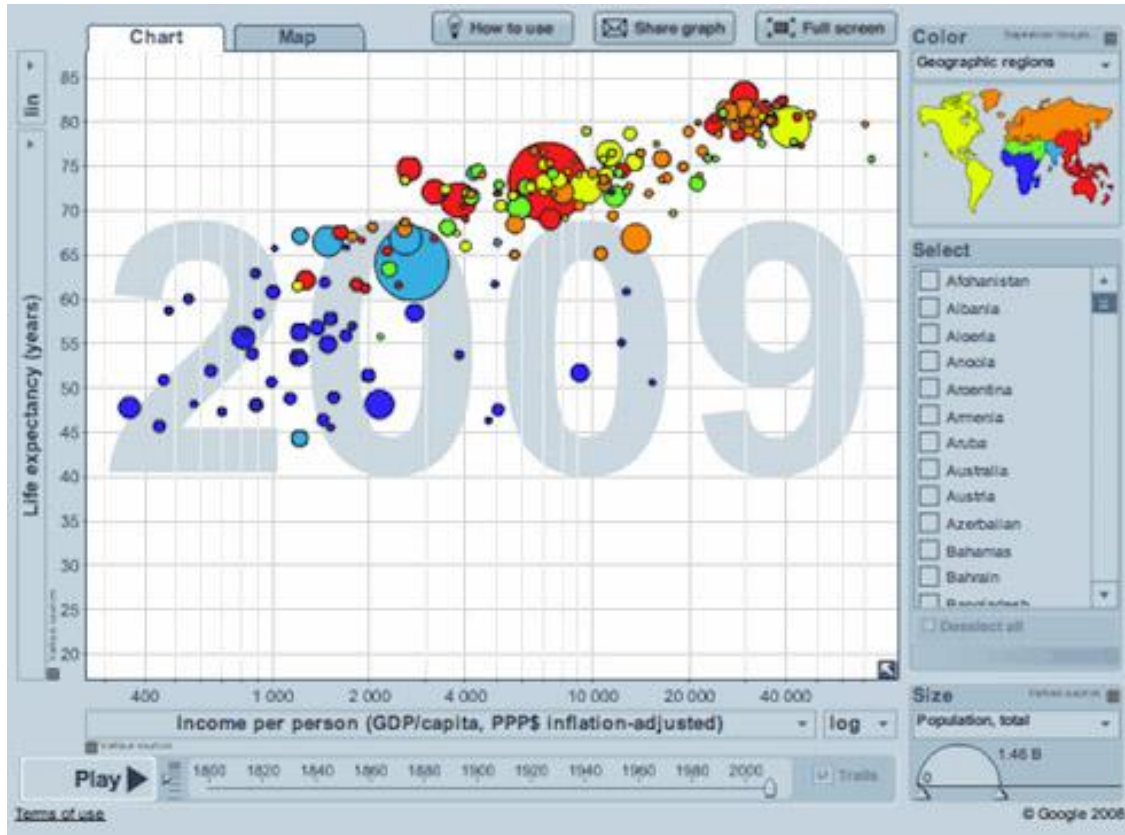 Chart
Map
How to use
Share graph
Full screen
Color
Geographic regions
lin
85
80
75
70
65
60
55
50
45
40
35
30
25
20
Life expectancy (years)
2009
Select
Afghanistan
Albania
Algeria
Angola
Argentina
Armenia
Aruba
Australia
Austria
Azerbaijan
Bahamas
Bahrain
Bangladesh
Deselect all
400
1 000
2 000
4 000
10 000
20 000
40 000
Income per person (GDP/capita, PPP$ inflation-adjusted)
log
Size
Population, total
1.46 B
0
Play
1800
1820
1840
1860
1880
1900
1920
1940
1960
1980
2000
Trails
Terms of use
© Google 2008